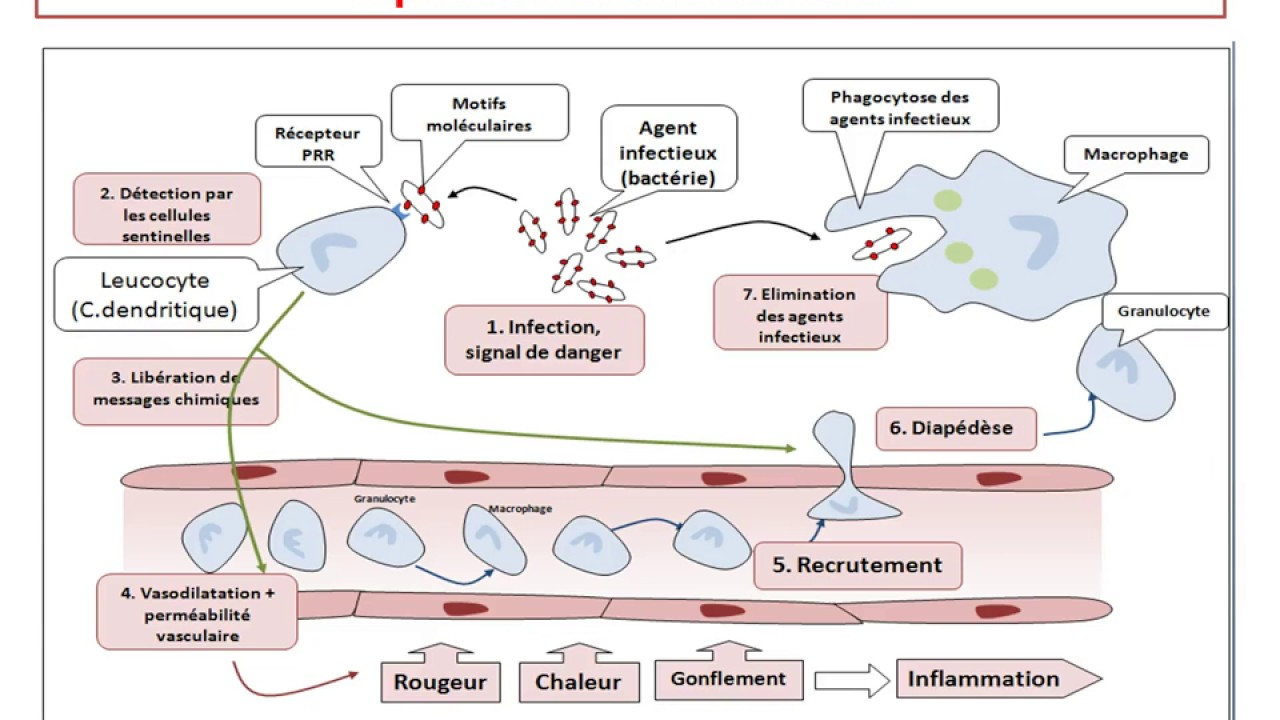 Motifs
moléculaires
Récepteur
PRR
Agent
infectieux
(bactérie)
Phagocytose des
agents infectieux
Macrophage
2. Détection par
les cellules
sentinelles
Leucocyte
(C.dendritique)
1. Infection,
signal de danger
7. Elimination
des agents
infectieux
Granulocyte
3. Libération de
messages chimiques
6. Diapédèse
Granulocyte
Macrophage
5. Recrutement
4. Vasodilatation +
perméabilité
vasculaire
Rougeur
Chaleur
Gonflement
Inflammation